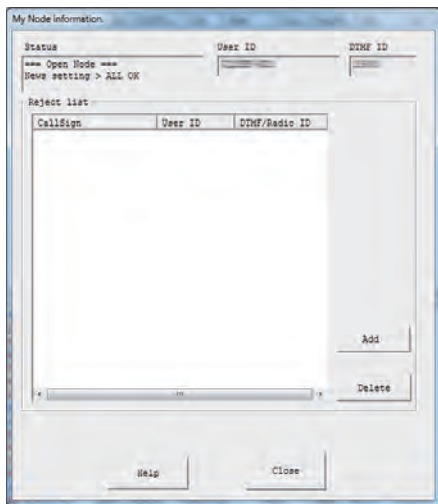 My Node information.
Status User ID DTMF ID
=== Open Node ===
News setting > ALL OK
Reject list
CallSign User ID DTMF/Radio ID
Add
Delete
Help Close